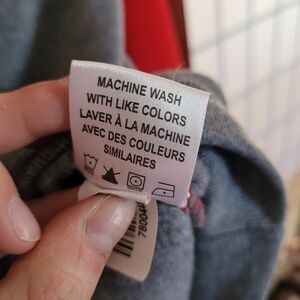 MACHINE WASH
WITH LIKE COLORS
LAVER À LA MACHINE
AVEC DES COULEURS
SIMILAIRES